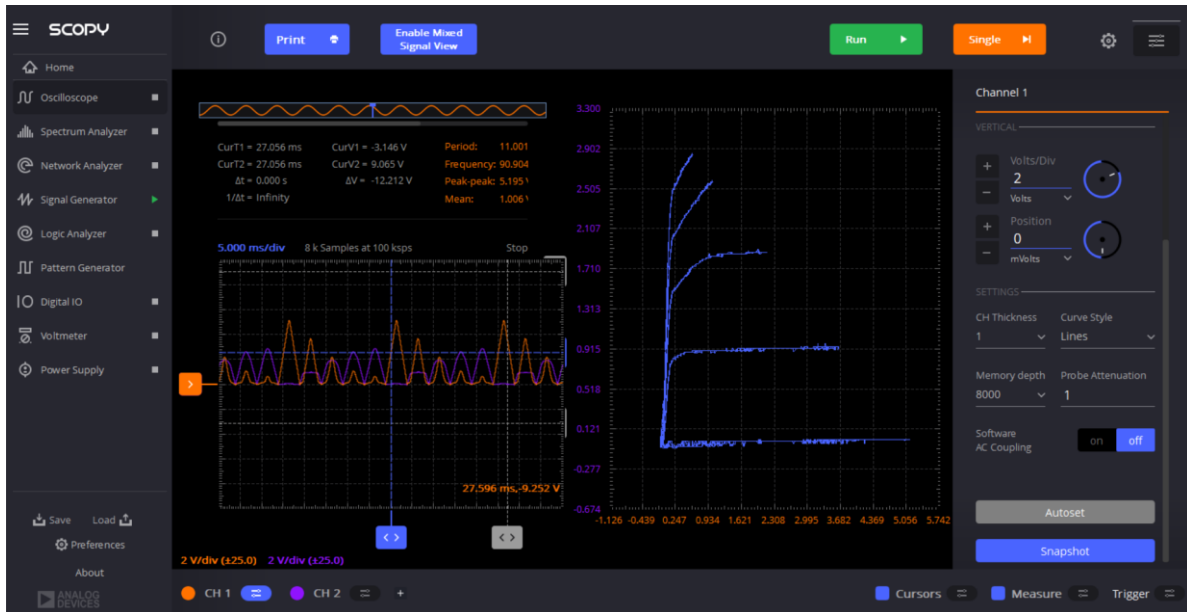 SCOPY
Home
Oscilloscope
Spectrum Analyzer
Network Analyzer
Signal Generator
Logic Analyzer
Pattern Generator
Digital IO
Voltmeter
Power Supply
Save Load
Preferences
About
ANALOG
DEVICES
Print
Enable Mixed
Signal View
Run
Single
CurT1 = 27.056 ms CurV1 = -3.146 V Period: 11.001
CurT2 = 27.056 ms CurV2 = 9.065 V Frequency: 90.904
Δt = 0.000 s ΔV = -12.212 V Peak-peak: 5.195
1/Δt = Infinity Mean: 1.006
5.000 ms/div 8 k Samples at 100 ksps Stop
27.596 ms,-9.252 V
2 V/div (±25.0) 2 V/div (±25.0)
3.300
2.902
2.505
2.107
1.710
1.313
0.915
0.518
0.121
-0.277
-0.674
-1.126 -0.439 0.247 0.934 1.621 2.308 2.995 3.682 4.369 5.056 5.742
Channel 1
VERTICAL
Volts/Div
2
Volts
Position
0
mVolts
SETTINGS
CH Thickness Curve Style
1 Lines
Memory depth Probe Attenuation
8000 1
Software
AC Coupling on off
Autoset
Snapshot
CH 1 CH 2 + Cursors Measure Trigger